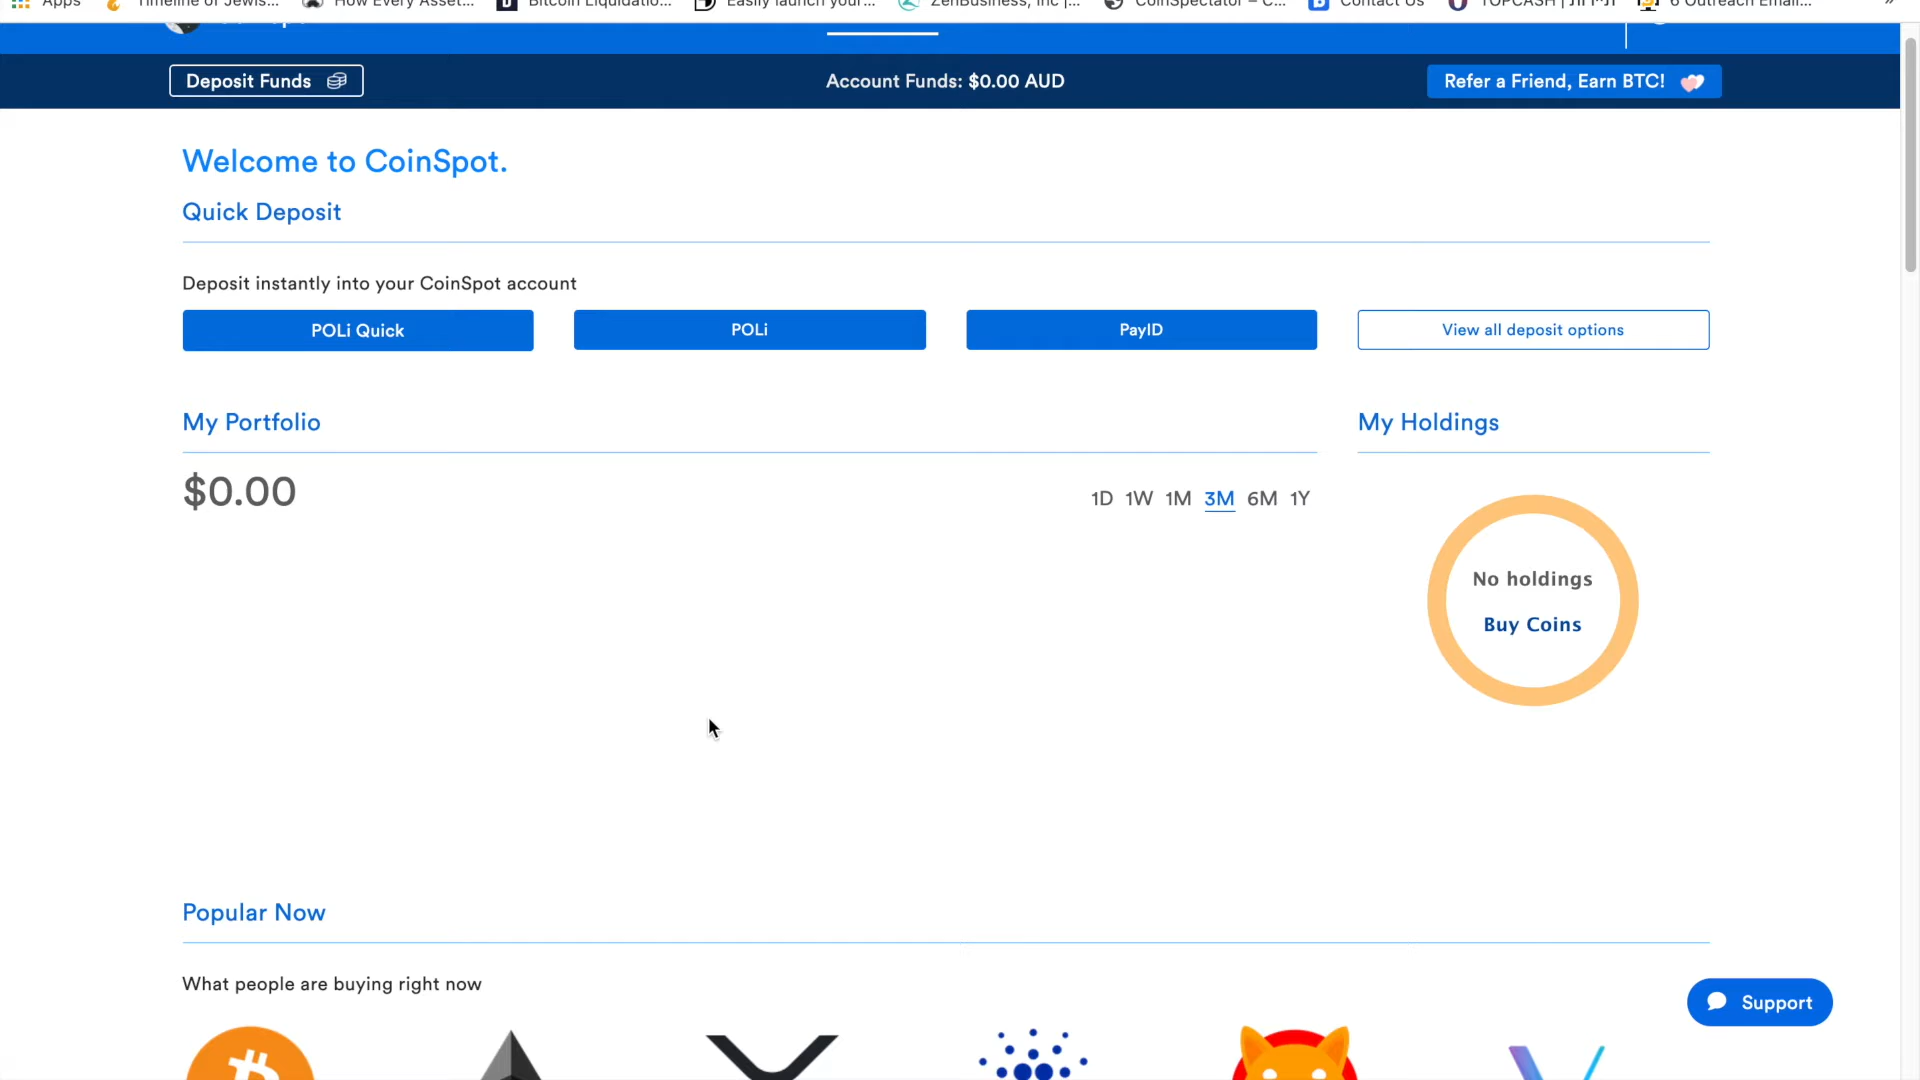 Apps Timeline of Jewis... How Every Asset... Bitcoin Liquidatio... Easily launch your... ZenBusiness, Inc |... CoinSpectator – C... Contact Us TOPCASH | 6 Outreach Email... »
Deposit Funds Account Funds: $0.00 AUD Refer a Friend, Earn BTC!
Welcome to CoinSpot.
Quick Deposit
Deposit instantly into your CoinSpot account
POLi Quick POLi PayID View all deposit options
My Portfolio My Holdings
$0.00 1D 1W 1M 3M 6M 1Y
No holdings
Buy Coins
Popular Now
What people are buying right now
Support